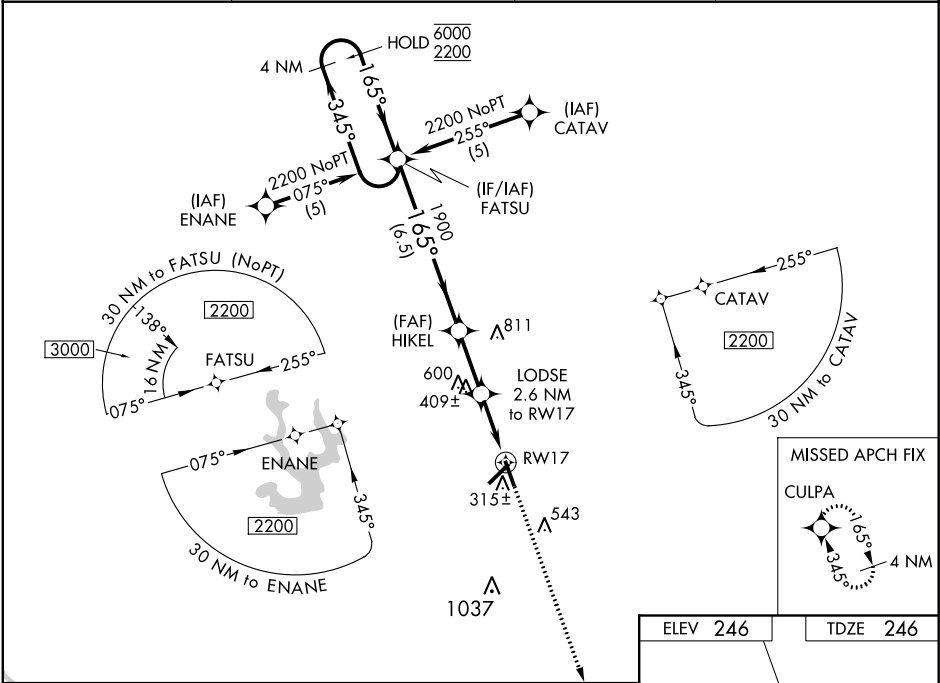 HOLD 6000
2200
4 NM
165°
345°
2200 NoPT
255°
(5)
(IAF)
CATAV
2200 NoPT
075°
(5)
(IAF)
ENANE
(IF/IAF)
FATSU
1900
165°
(6.5)
30 NM to FATSU (NoPT)
2200
138°
3000
16 NM
FATSU
255°
075°
255°
CATAV
2200
345°
30 NM to CATAV
(FAF)
HIKEL
811
600
409±
LODSE
2.6 NM
to RW17
RW17
315±
543
1037
075°
ENANE
345°
2200
30 NM to ENANE
MISSED APCH FIX
CULPA
165°
345°
4 NM
ELEV 246
TDZE 246